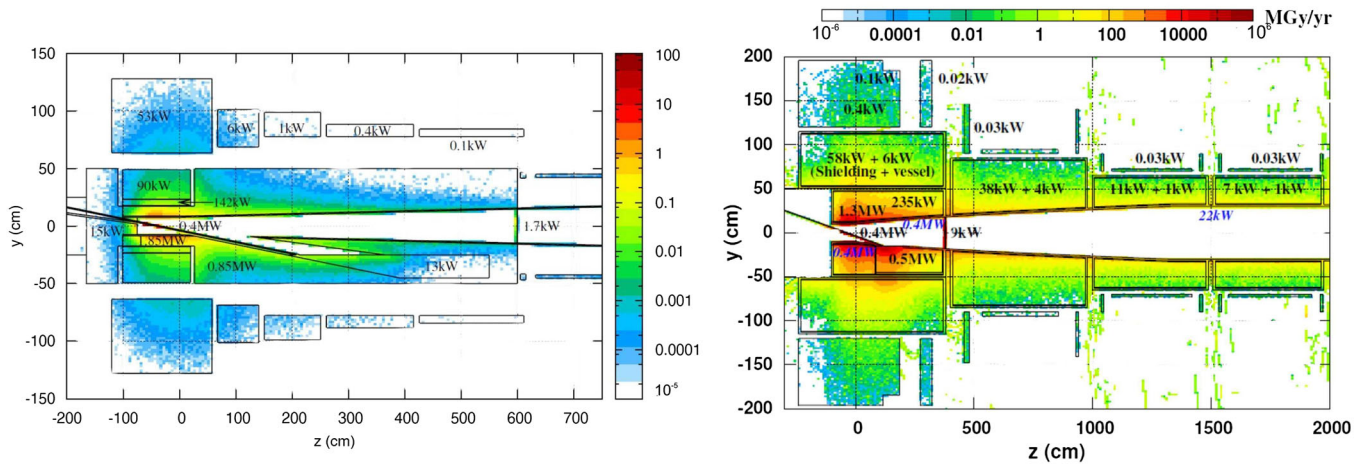 150
100
50
0
-50
-100
-150
y (cm)
-200 -100 0 100 200 300 400 500 600 700
z (cm)
53kW
6kW
1kW
0.4kW
0.1kW
90kW
142kW
15kW
0.4MW
1.85MW
0.85MW
13kW
1.7kW
100
10
1
0.1
0.01
0.001
0.0001
10-5
MGy/yr
10-6 0.0001 0.01 1 100 10000 106
200
150
100
50
0
-50
-100
-150
-200
y (cm)
0 500 1000 1500 2000
z (cm)
0.1kW
0.02kW
0.4kW
0.03kW
58kW + 6kW
(Shielding + vessel)
38kW + 4kW
0.03kW
0.03kW
11kW + 1kW
7 kW + 1kW
1.3MW
235kW
0.4MW
22kW
0.4MW
9kW
0.4MW
0.5MW